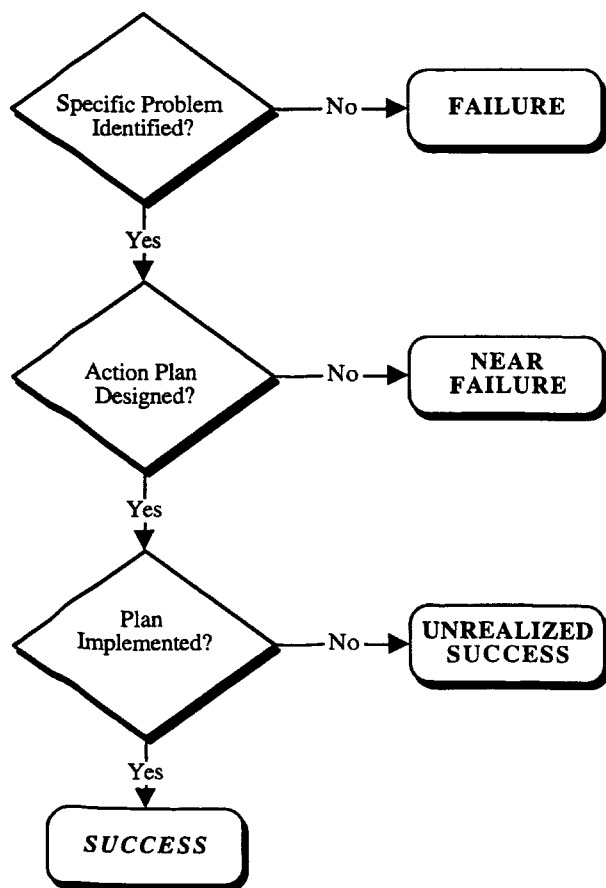 Specific Problem
Identified?
No
FAILURE
Yes
Action Plan
Designed?
No
NEAR
FAILURE
Yes
Plan
Implemented?
No
UNREALIZED
SUCCESS
Yes
SUCCESS